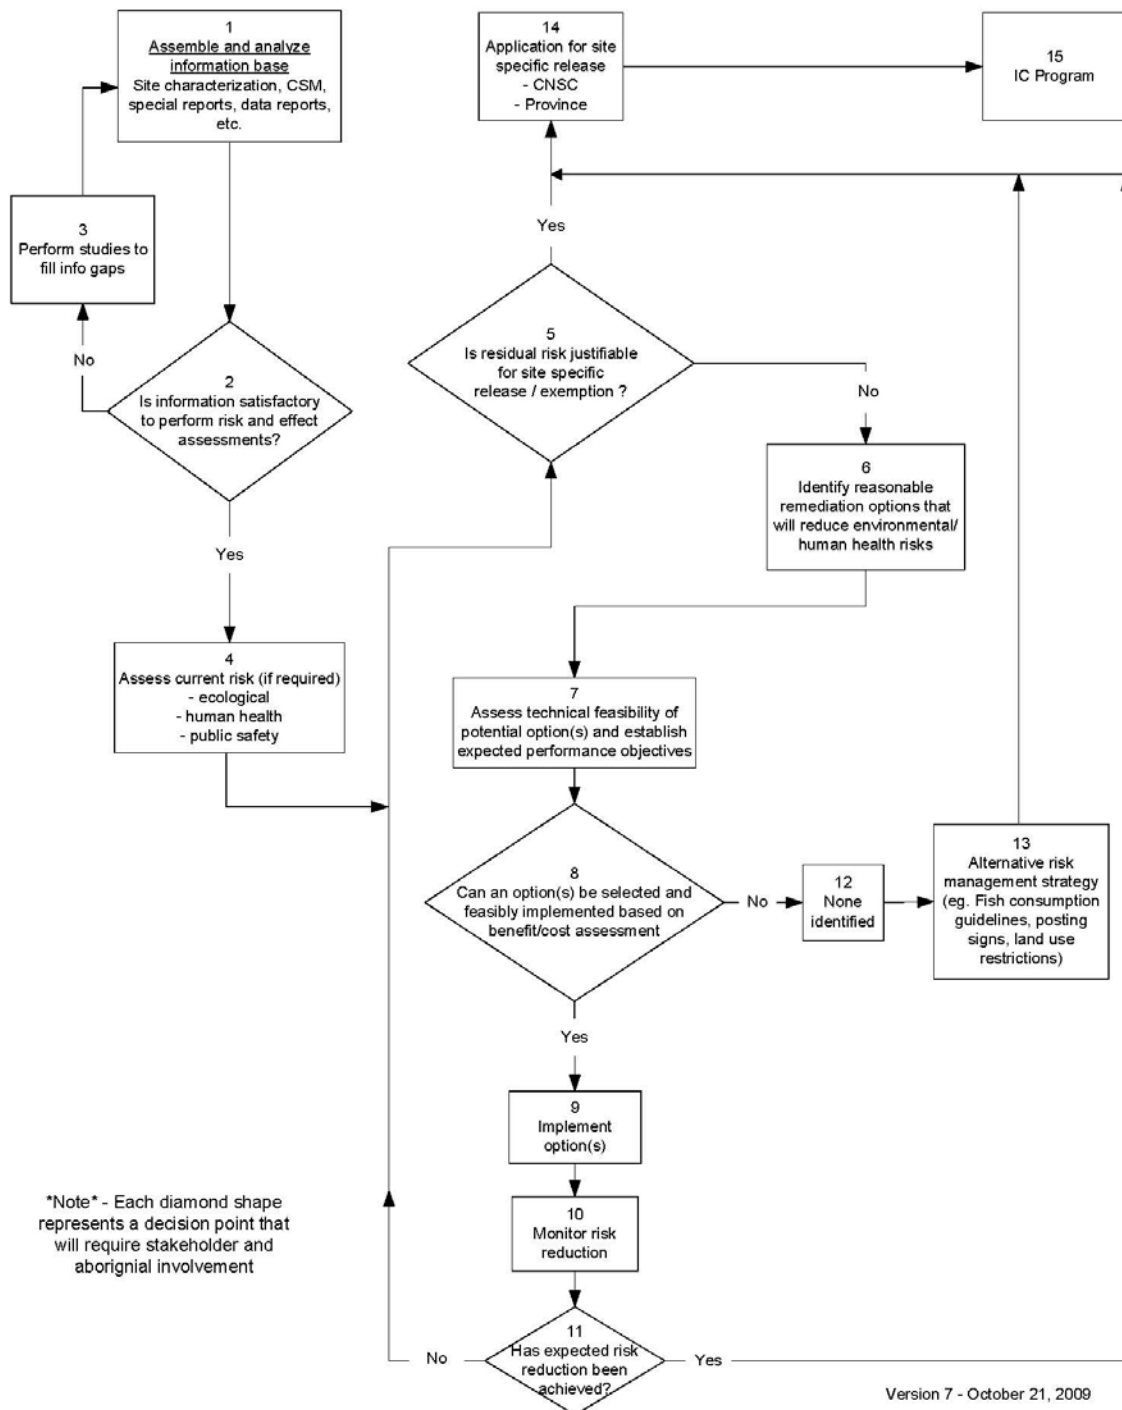 1
Assemble and analyze
information base
Site characterization, CSM,
special reports, data reports,
etc.
14
Application for site
specific release
- CNSC
- Province
15
IC Program
3
Perform studies to
fill info gaps
Yes
No
5
Is residual risk justifiable
for site specific
release / exemption ?
2
Is information satisfactory
to perform risk and effect
assessments?
No
6
Identify reasonable
remediation options that
will reduce environmental/
human health risks
Yes
4
Assess current risk (if required)
- ecological
- human health
- public safety
7
Assess technical feasibility of
potential option(s) and establish
expected performance objectives
8
Can an option(s) be selected and
feasibly implemented based on
benefit/cost assessment
No
12
None
identified
13
Alternative risk
management strategy
(eg. Fish consumption
guidelines, posting
signs, land use
restrictions)
Yes
9
Implement
option(s)
*Note* - Each diamond shape
represents a decision point that
will require stakeholder and
aborignial involvement
10
Monitor risk
reduction
11
Has expected risk
reduction been
achieved?
No
Yes
Version 7 - October 21, 2009